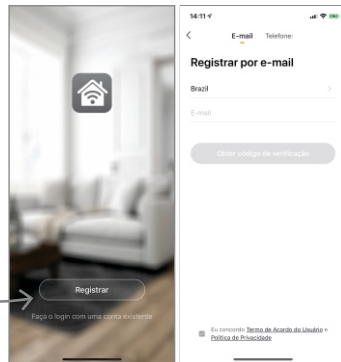 Registrar
Faça o login com uma conta existente
14:11
E-mail Telefone:
Registrar por e-mail
Brazil
E-mail
Obter código de verificação
Eu concordo Termo de Acordo do Usuário e
Política de Privacidade